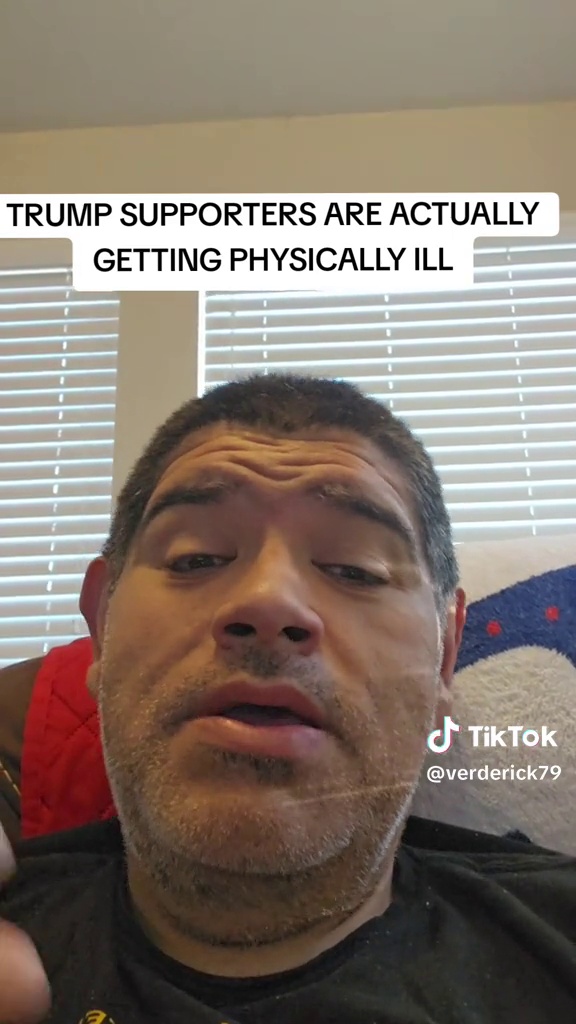 TRUMP SUPPORTERS ARE ACTUALLY
GETTING PHYSICALLY ILL
TikTok
@verderick79